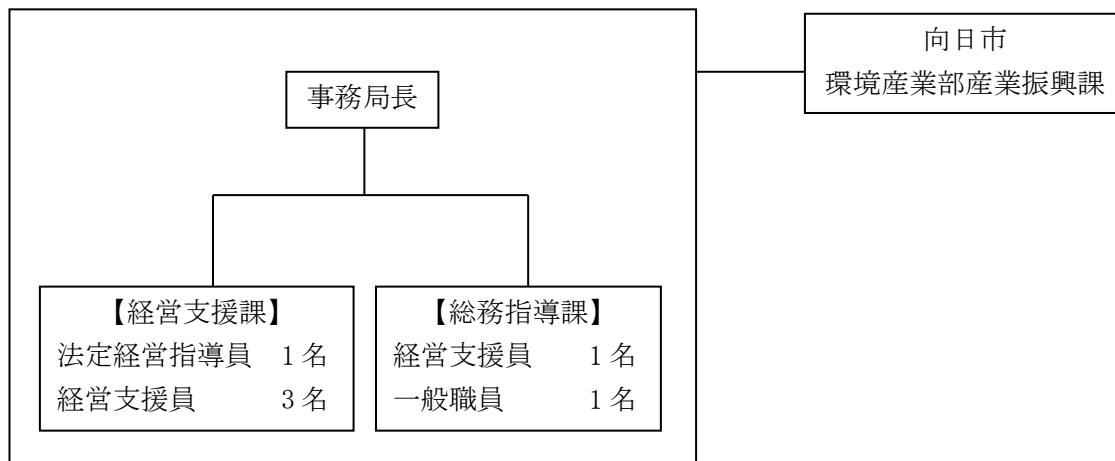 向日市
環境産業部産業振興課
事務局長
【経営支援課】
法定経営指導員 1名
経営支援員 3名
【総務指導課】
経営支援員 1名
一般職員 1名